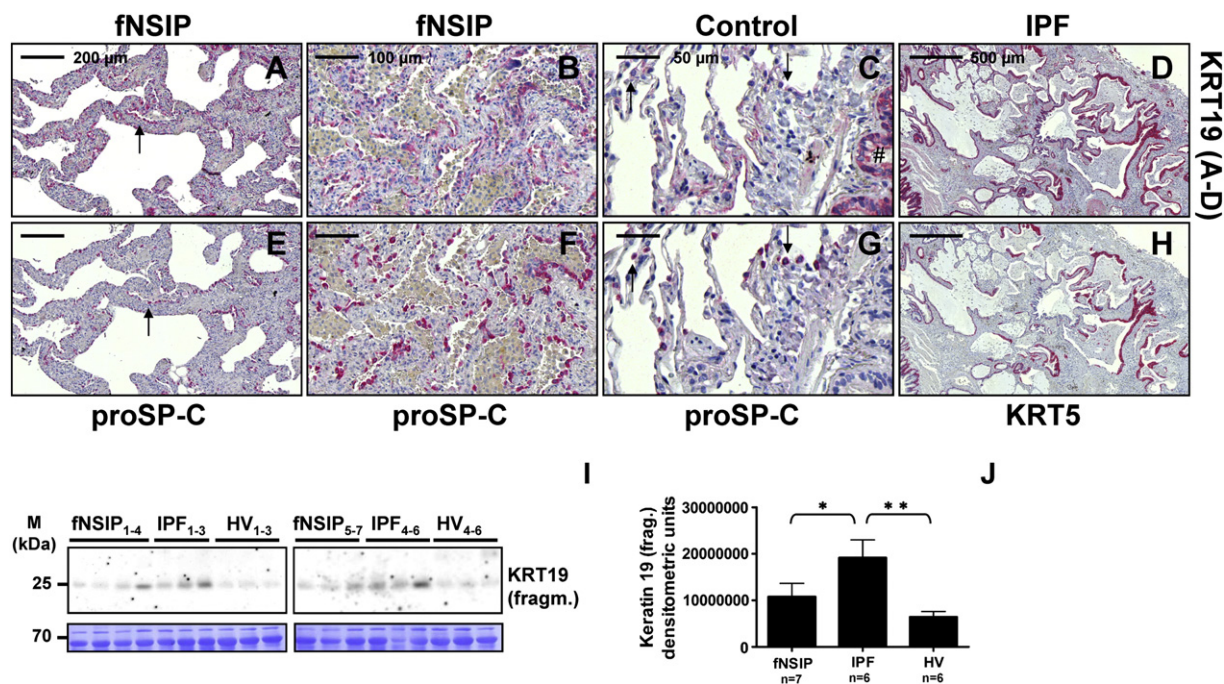 fNSIP fNSIP Control IPF
200 µm A 100 µm B 50 µm C 500 µm D
#
KRT19 (A-D)
E F G H
proSP-C proSP-C proSP-C KRT5
I J
M (kDa)
fNSIP1-4 IPF1-3 HV1-3 fNSIP5-7 IPF4-6 HV4-6
25
KRT19 (fragm.)
70
Keratin 19 (frag.)
densitometric units
30000000
20000000
10000000
0
* **
fNSIP IPF HV
n=7 n=6 n=6